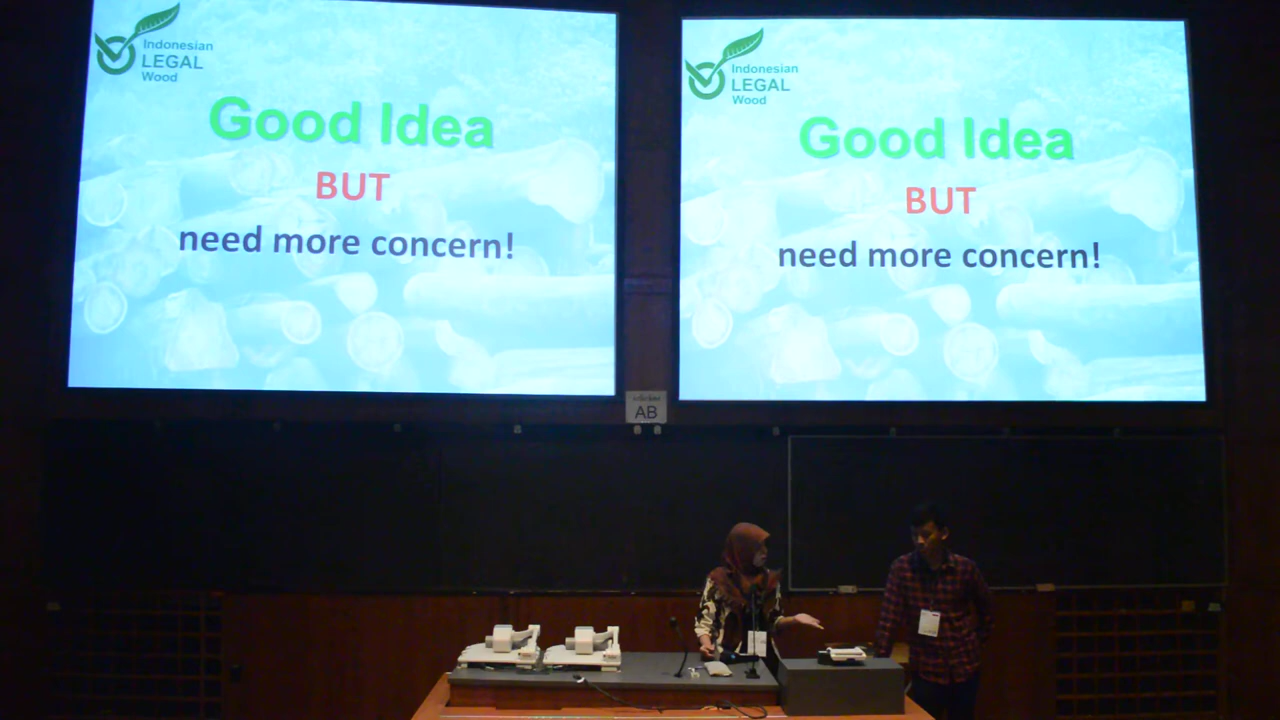 Indonesian
LEGAL
Wood
Good Idea
BUT
need more concern!
Indonesian
LEGAL
Wood
Good Idea
BUT
need more concern!
AB